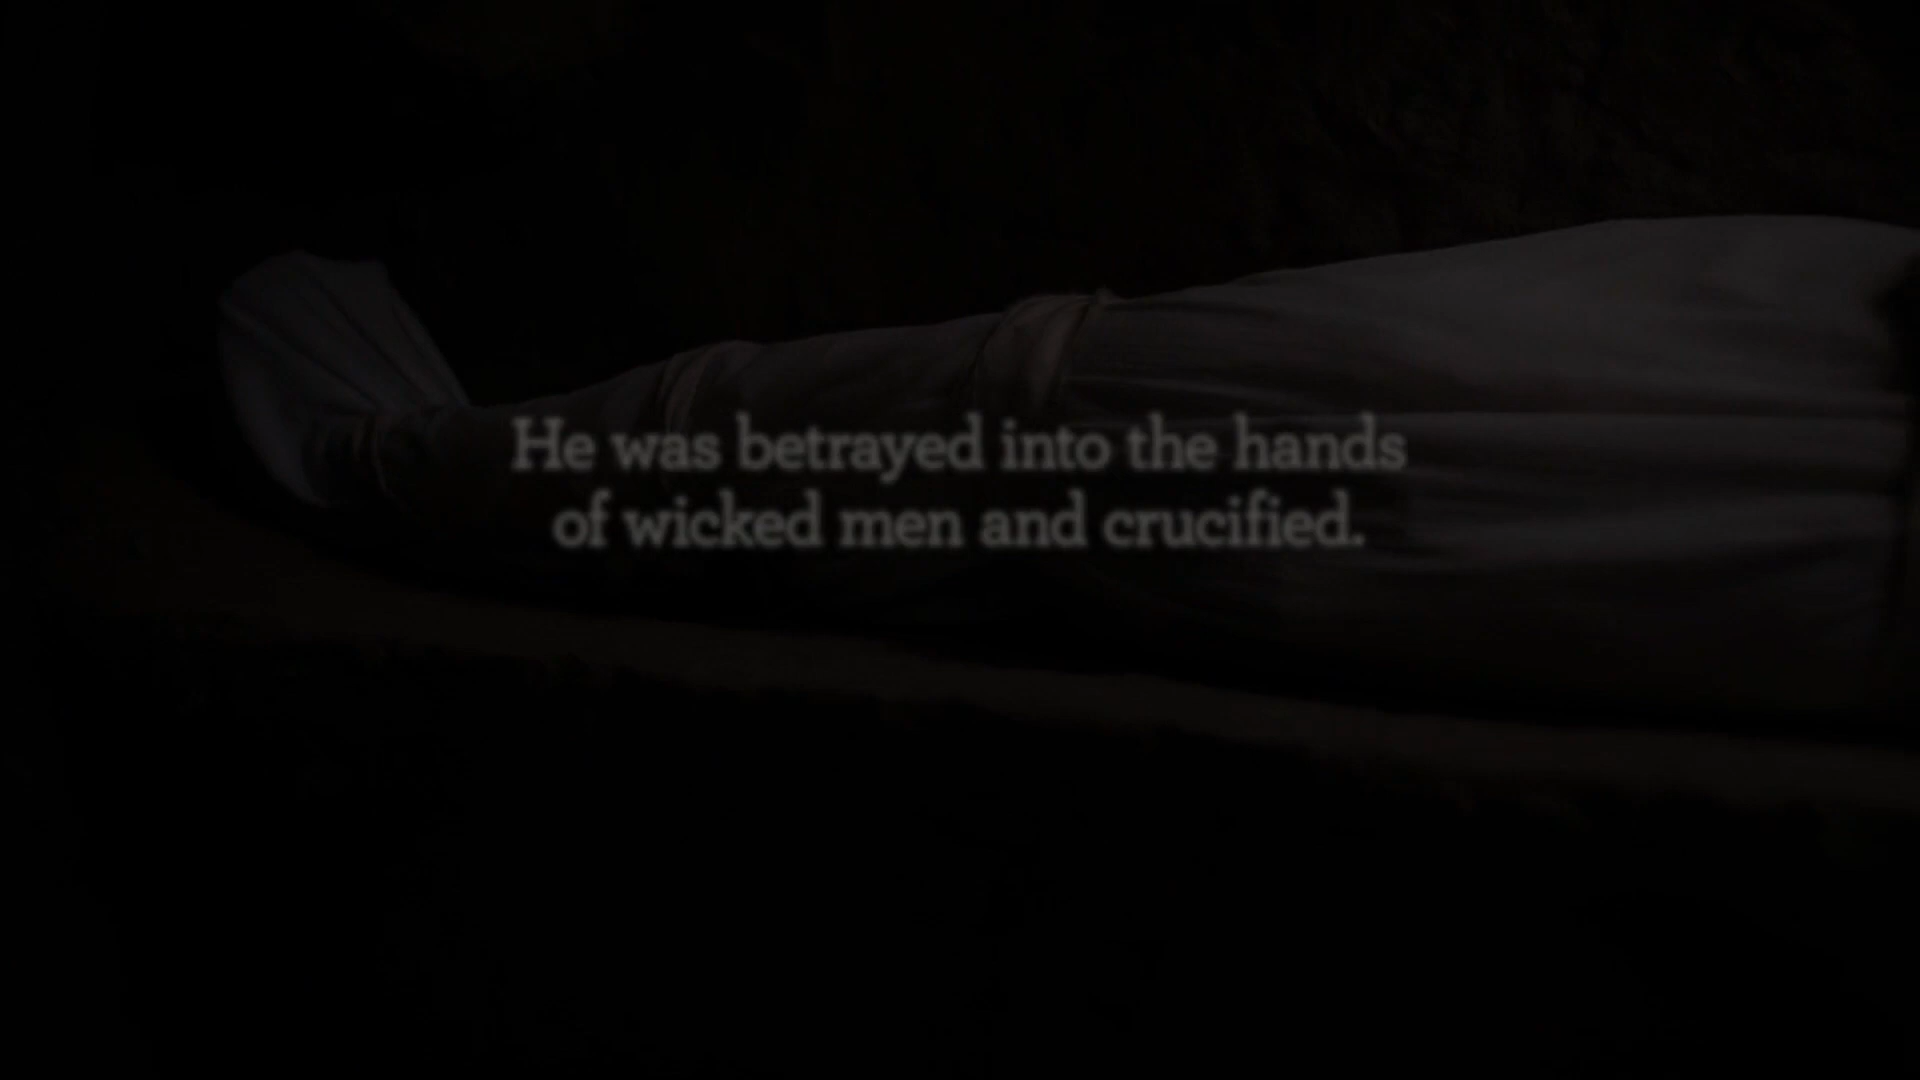 He was betrayed into the hands
of wicked men and crucified.